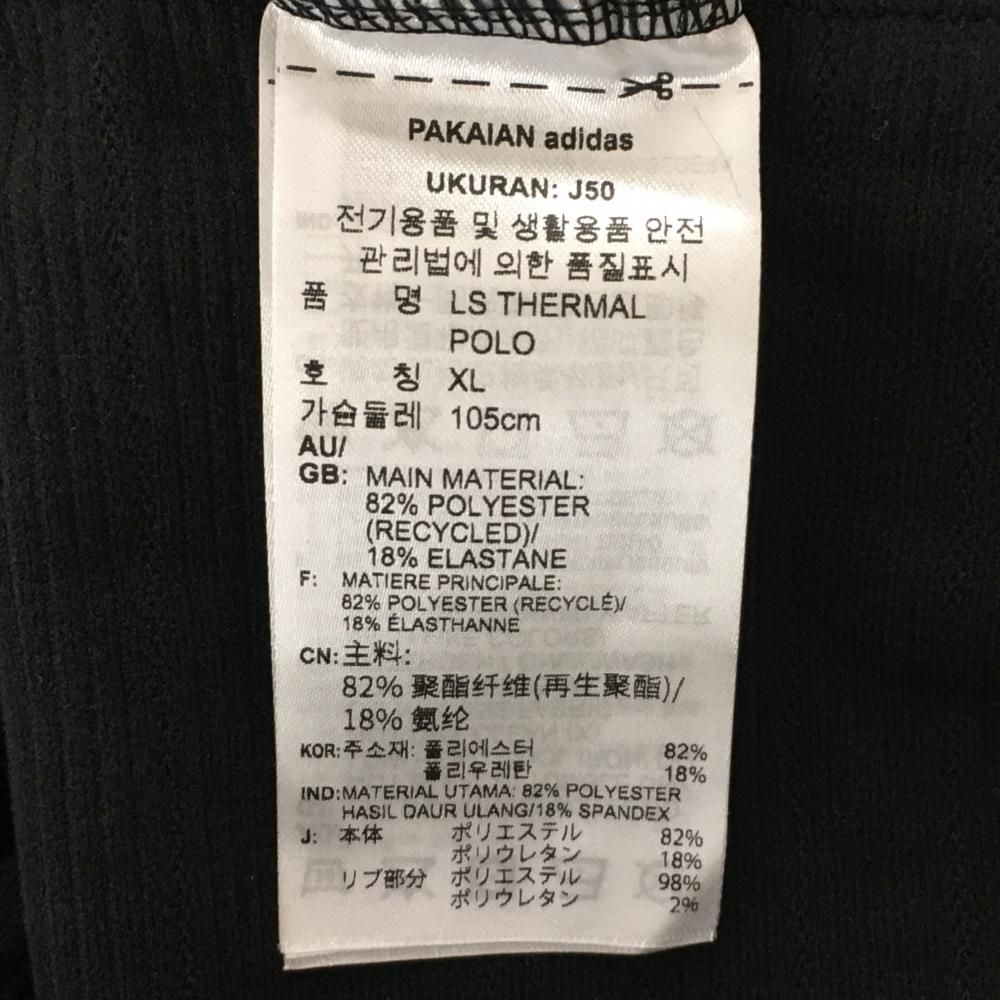 PAKAIAN adidas
UKURAN: J50
전기용품 및 생활용품 안전
관리법에 의한 품질표시
품 명 LS THERMAL
POLO
호 칭 XL
가슴둘레 105cm
AU/
GB: MAIN MATERIAL:
82% POLYESTER
(RECYCLED)/
18% ELASTANE
F: MATIERE PRINCIPALE:
82% POLYESTER (RECYCLÉ)/
18% ÉLASTHANNE
CN: 主料:
82% 聚酯纤维(再生聚酯)/
18% 氨纶
KOR: 주소재: 폴리에스터 82%
폴리우레탄 18%
IND: MATERIAL UTAMA: 82% POLYESTER
HASIL DAUR ULANG/18% SPANDEX
J: 本体 ポリエステル 82%
ポリウレタン 18%
リブ部分 ポリエステル 98%
ポリウレタン 2%